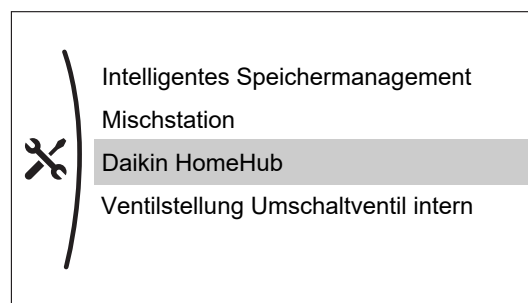 Intelligentes Speichermanagement
Mischstation
Daikin HomeHub
Ventilstellung Umschaltventil intern